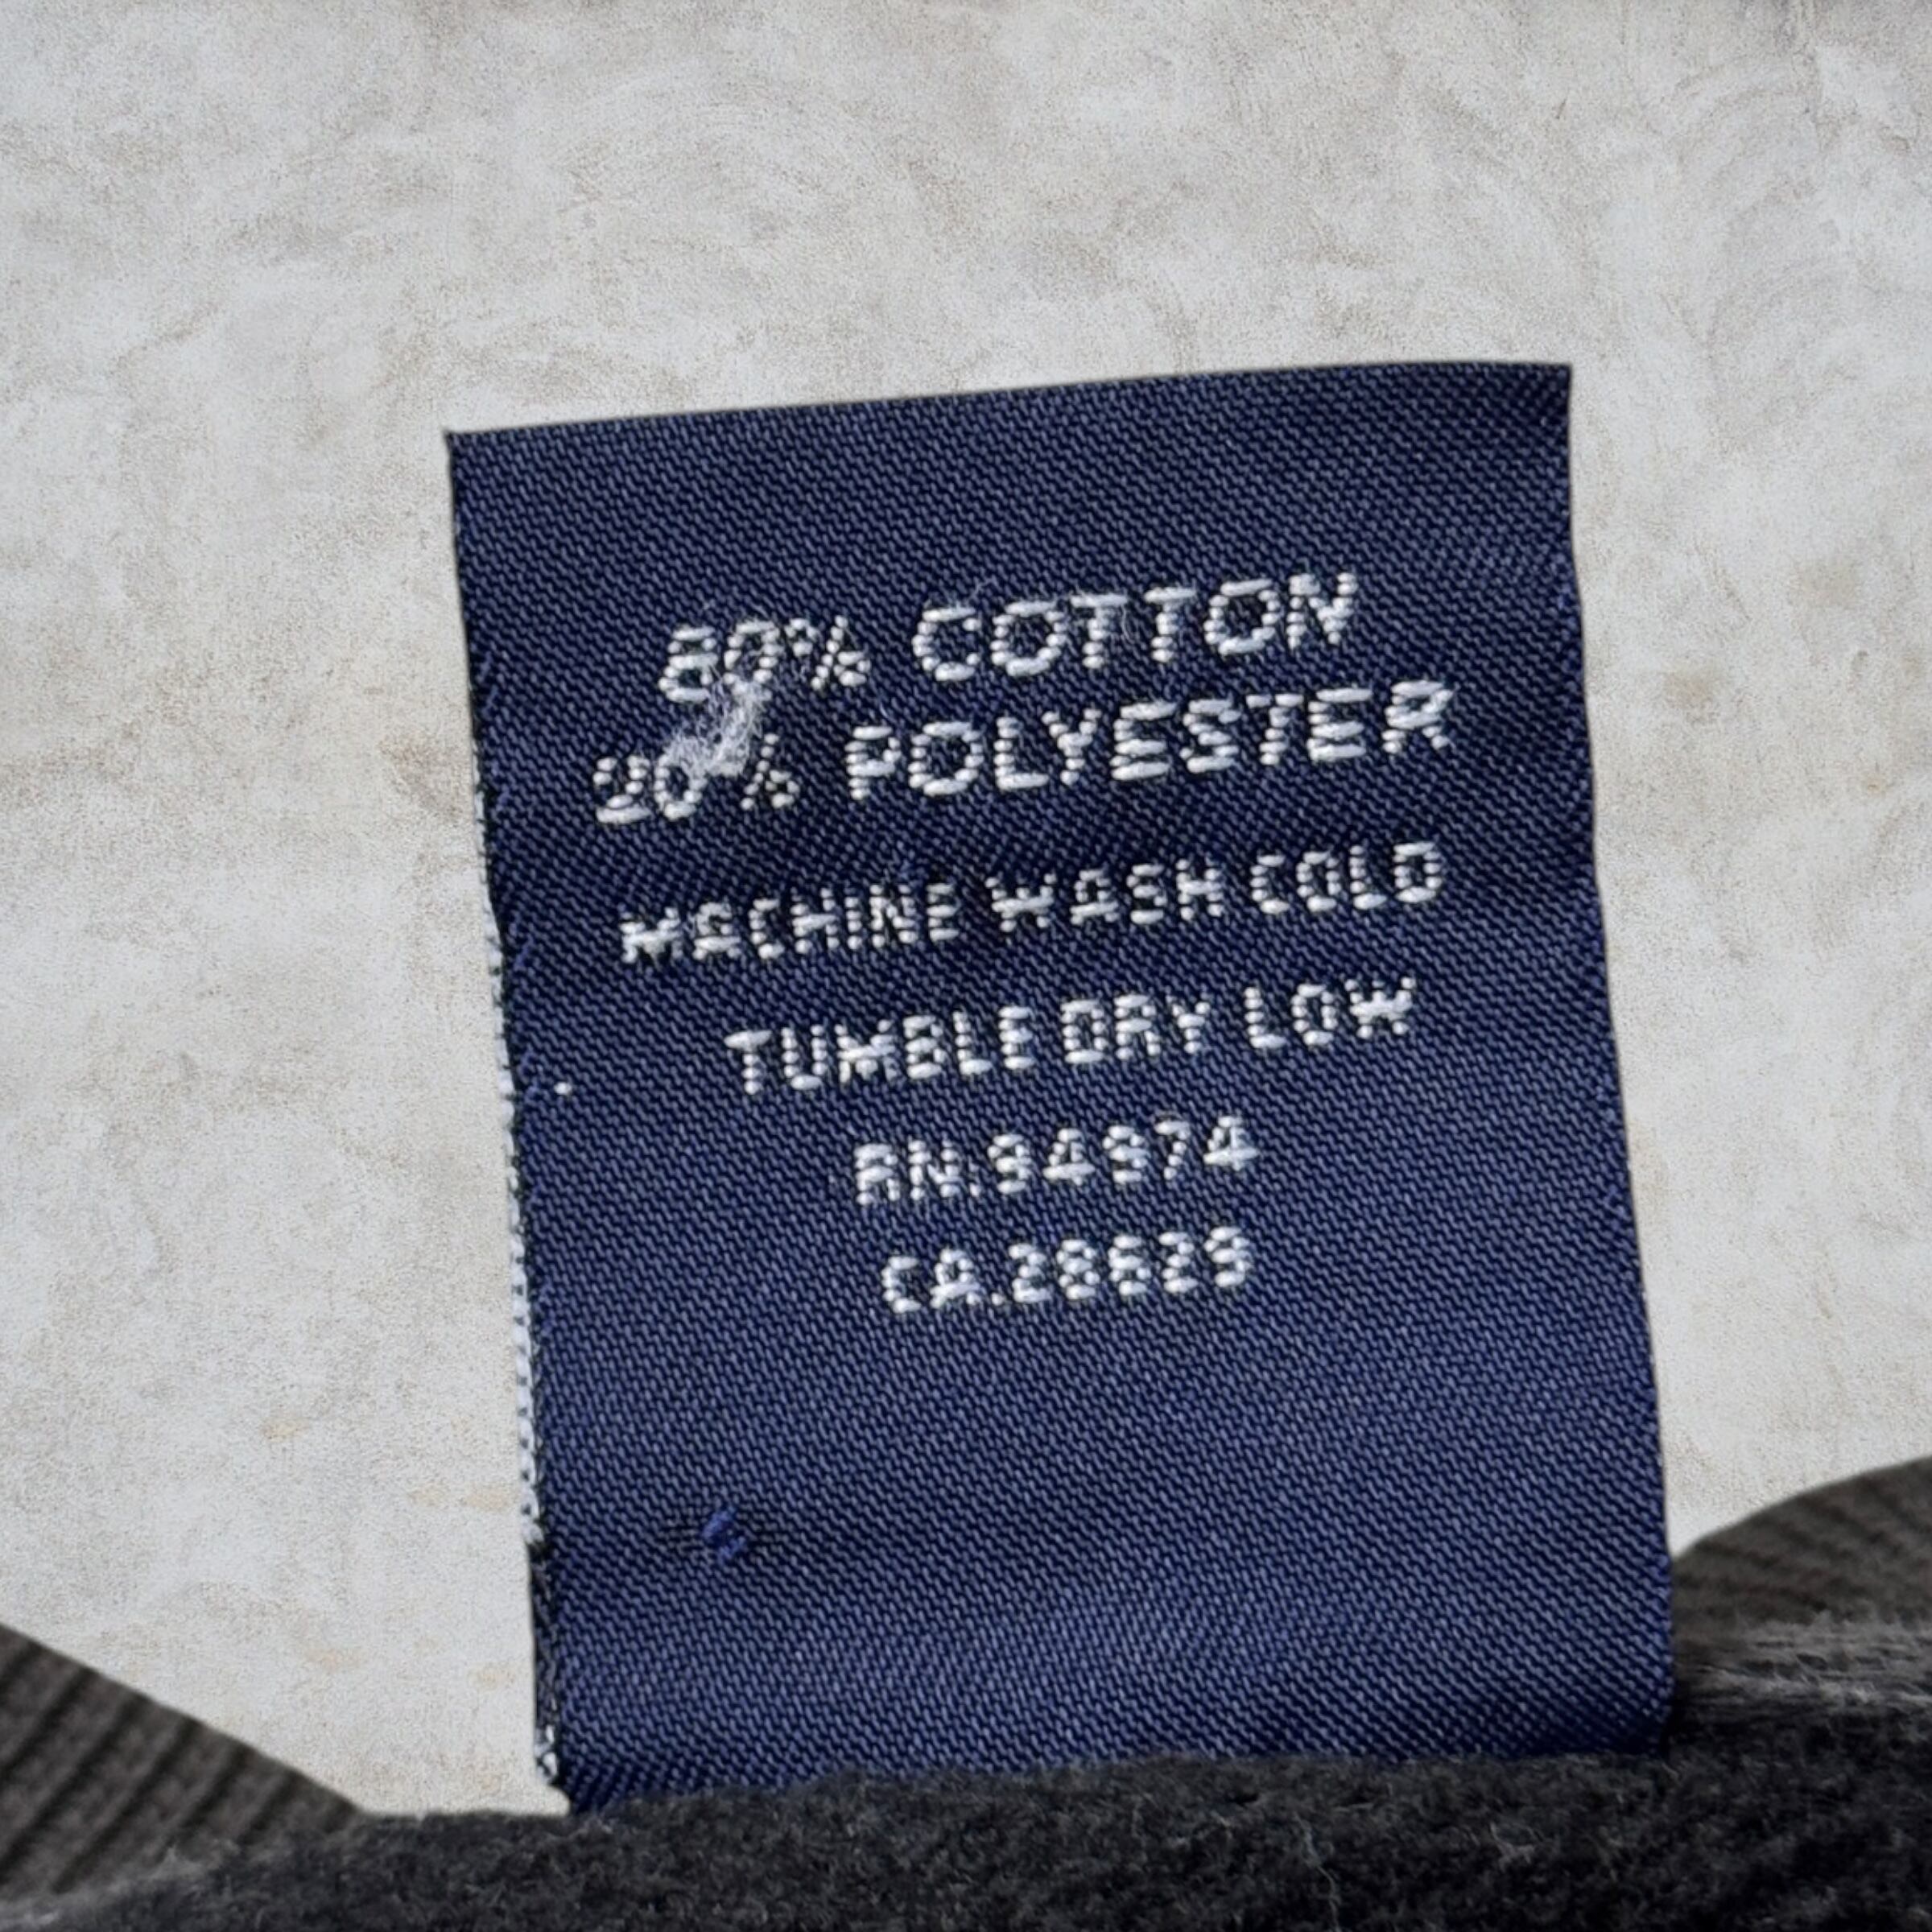 80% COTTON
20% POLYESTER
MACHINE WASH COLD
TUMBLE DRY LOW
RN.94974
CA.28629